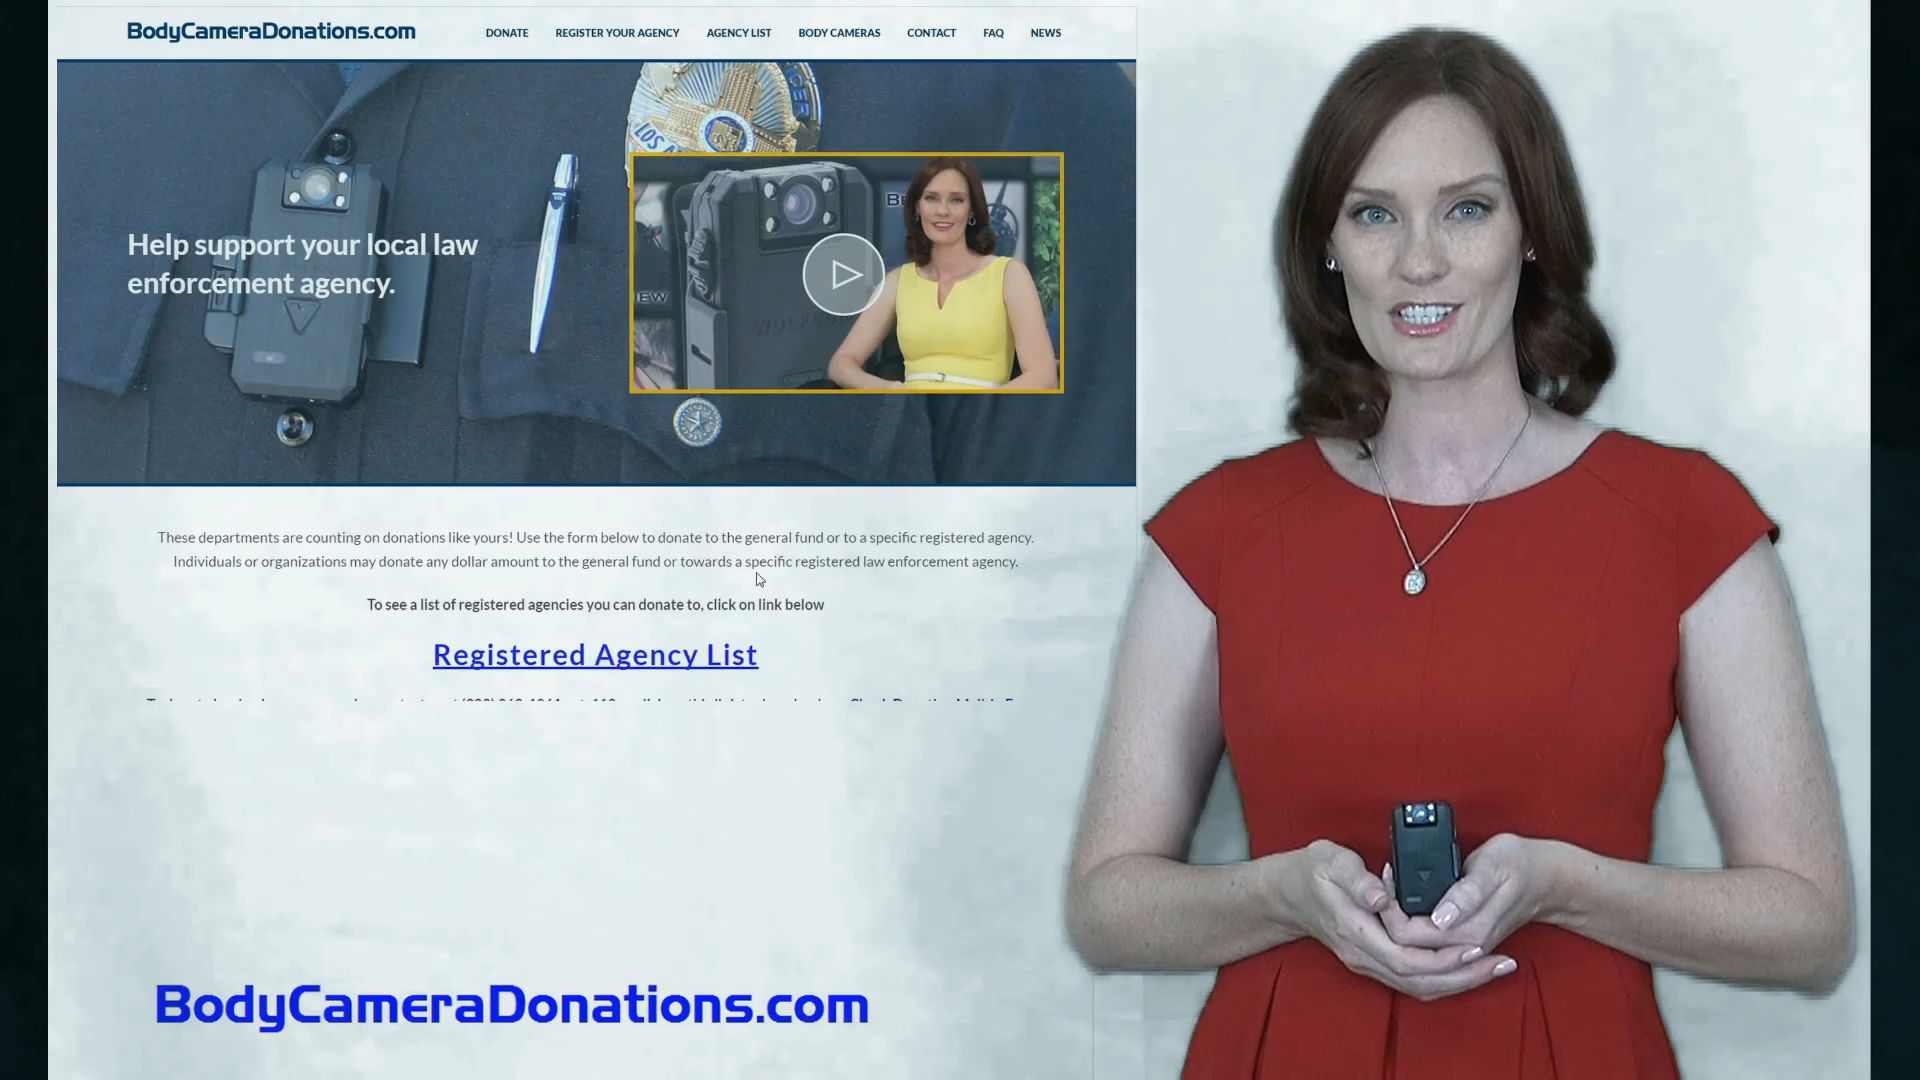 BodyCameraDonations.com
DONATE REGISTER YOUR AGENCY AGENCY LIST BODY CAMERAS CONTACT FAQ NEWS
LOS
Help support your local law
enforcement agency.
These departments are counting on donations like yours! Use the form below to donate to the general fund or to a specific registered agency.
Individuals or organizations may donate any dollar amount to the general fund or towards a specific registered law enforcement agency.
To see a list of registered agencies you can donate to, click on link below
Registered Agency List
BodyCameraDonations.com